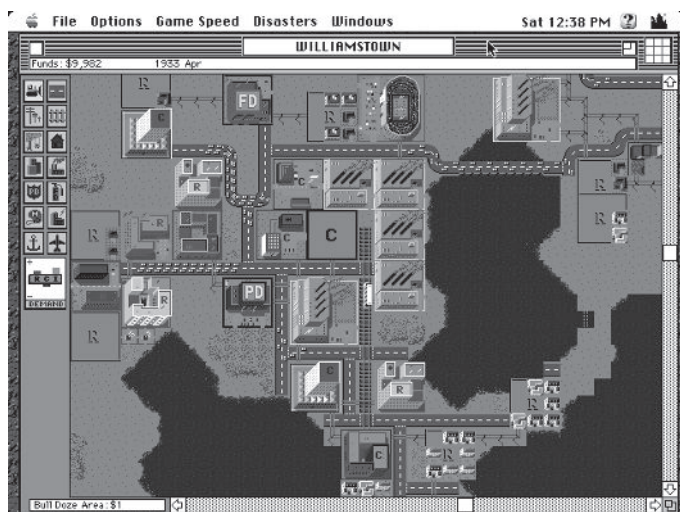 File Options Game Speed Disasters Windows Sat 12:38 PM
WILLIAMSTOWN
Funds: $9,982 1933 Apr
R
FD
R
C
R
C
R
R
R
R
C
C
R
PD
R
C
R
R
R
C
DEMAND
Bull Doze Area: $1